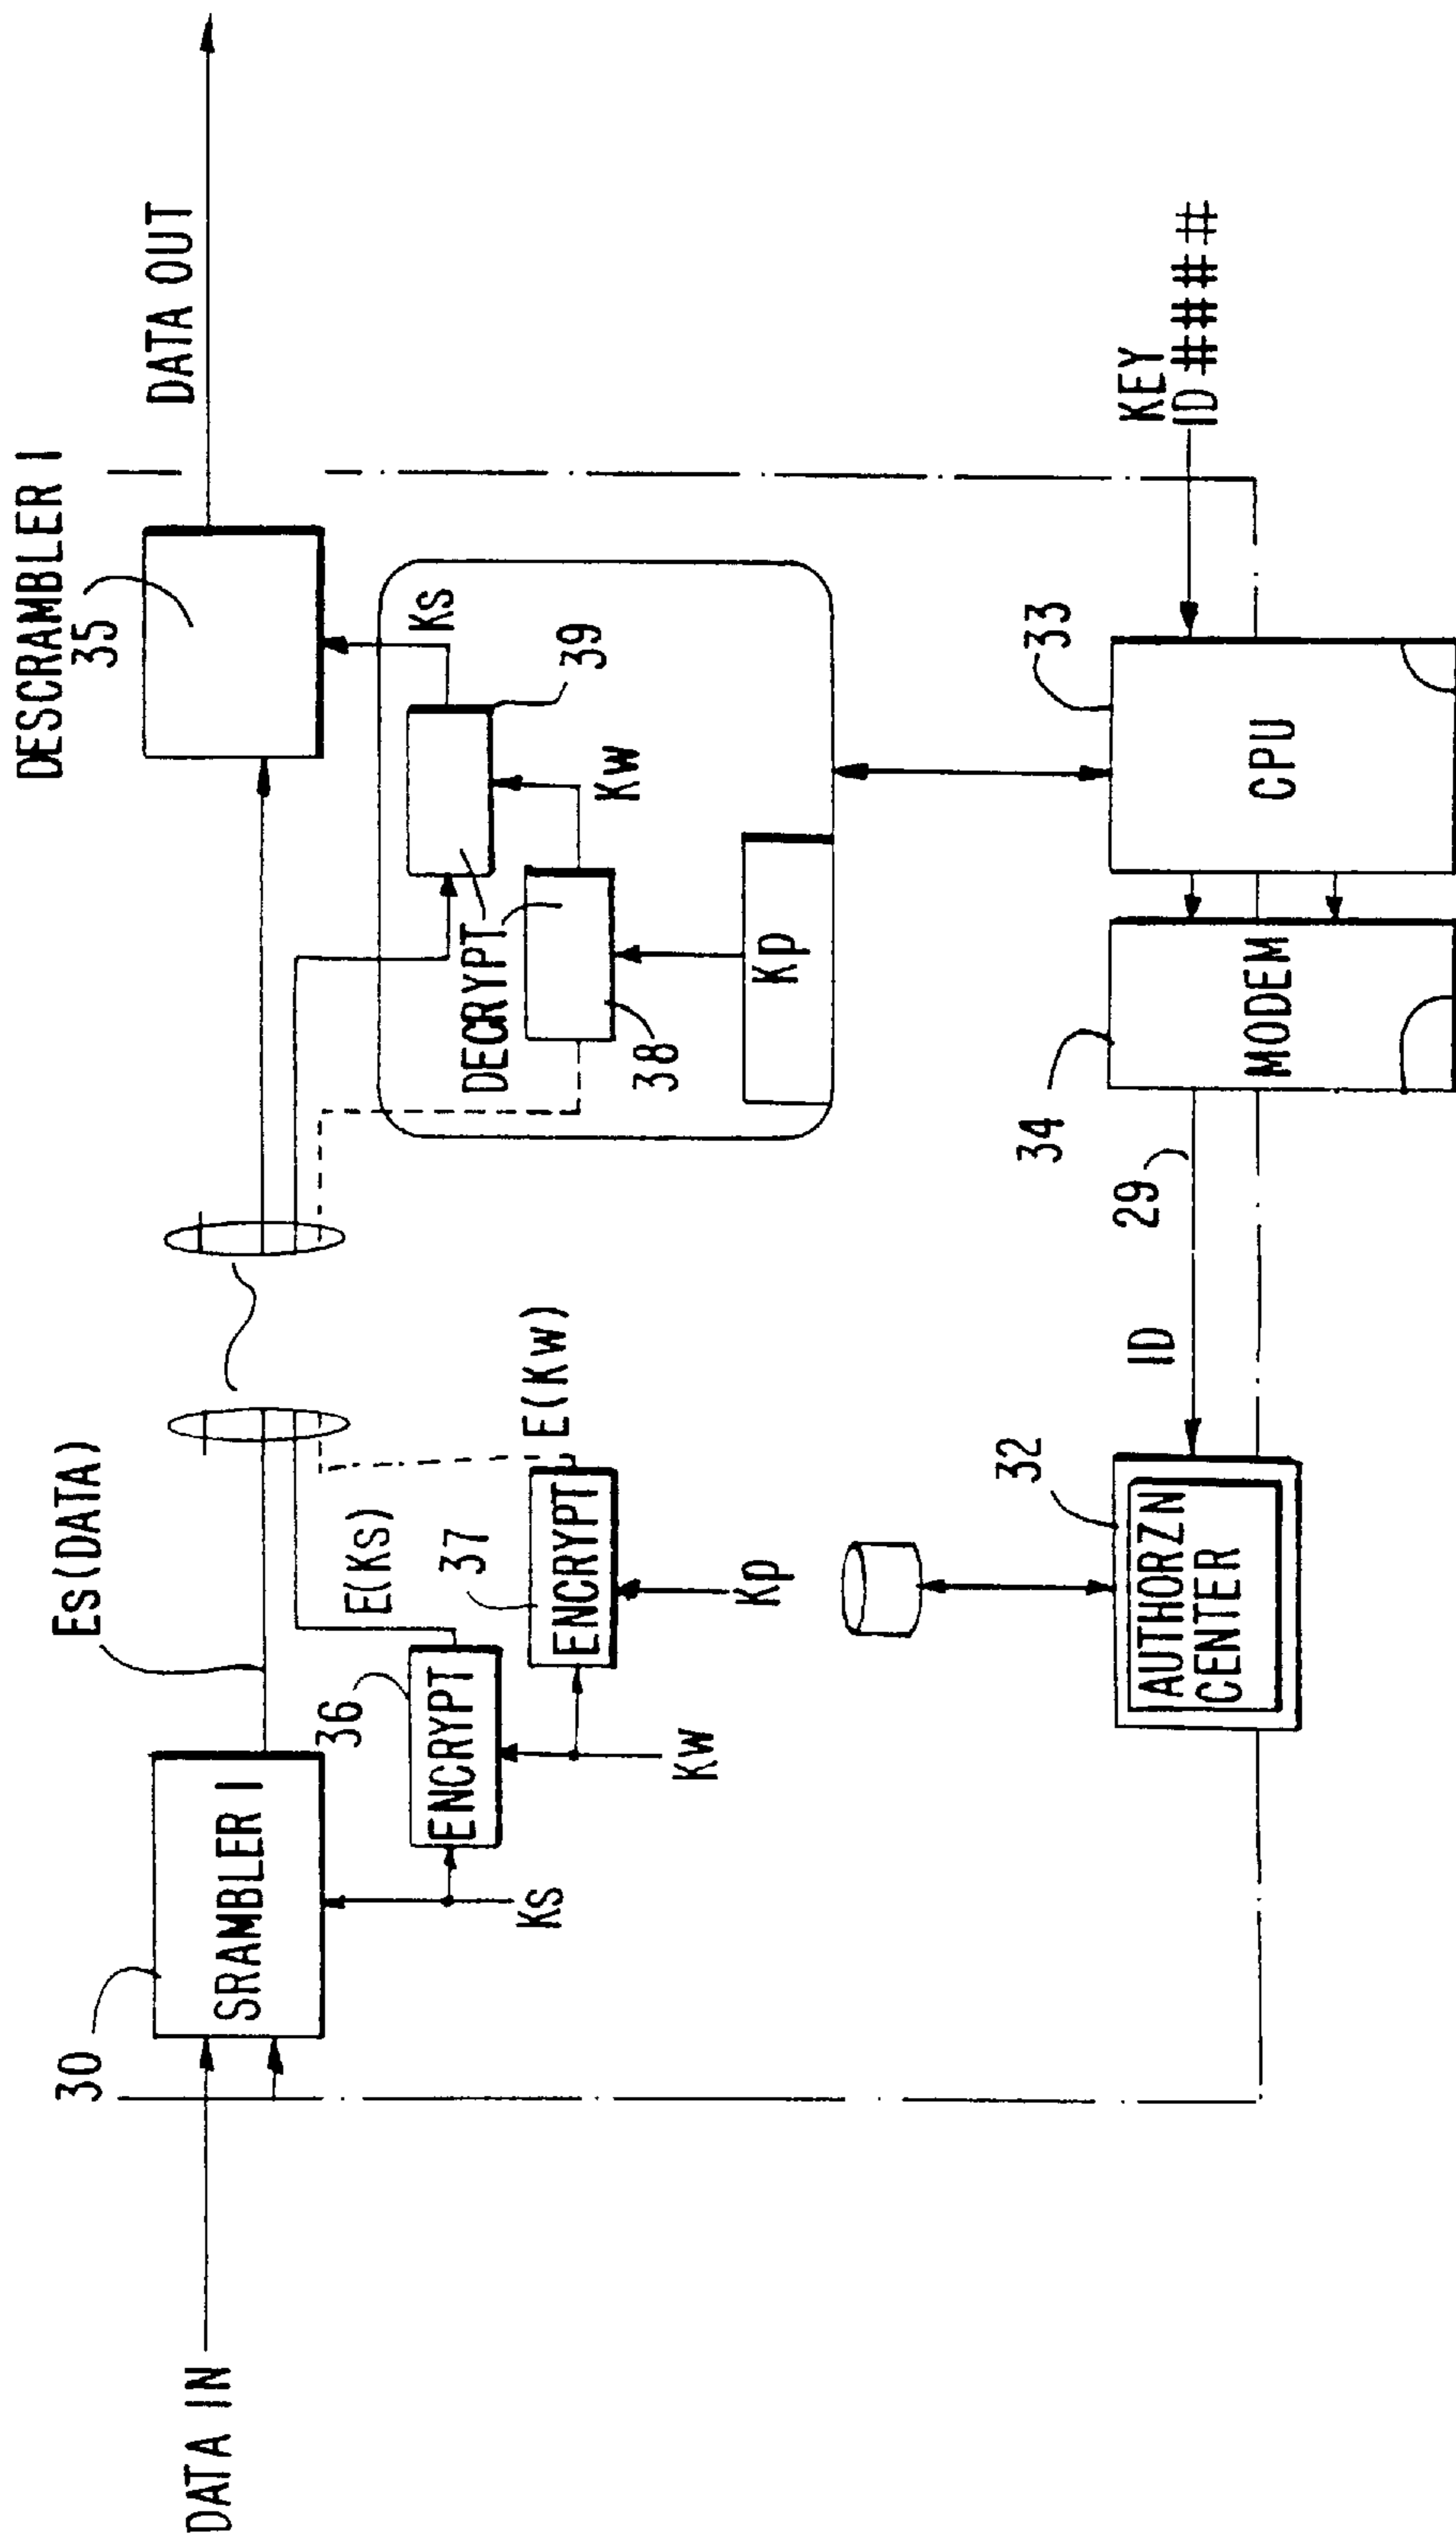 DATA IN
30
SRAMBLER I
Es(DATA)
DESCRAMBLER I
35
DATA OUT
Ks
36
ENCRYPT
E(Ks)
Kw
37
ENCRYPT
E(Kw)
Kp
DECRYPT
38
39
Ks
Kw
Kp
32
AUTHORZN
CENTER
ID
29
34
MODEM
33
CPU
KEY
ID ####